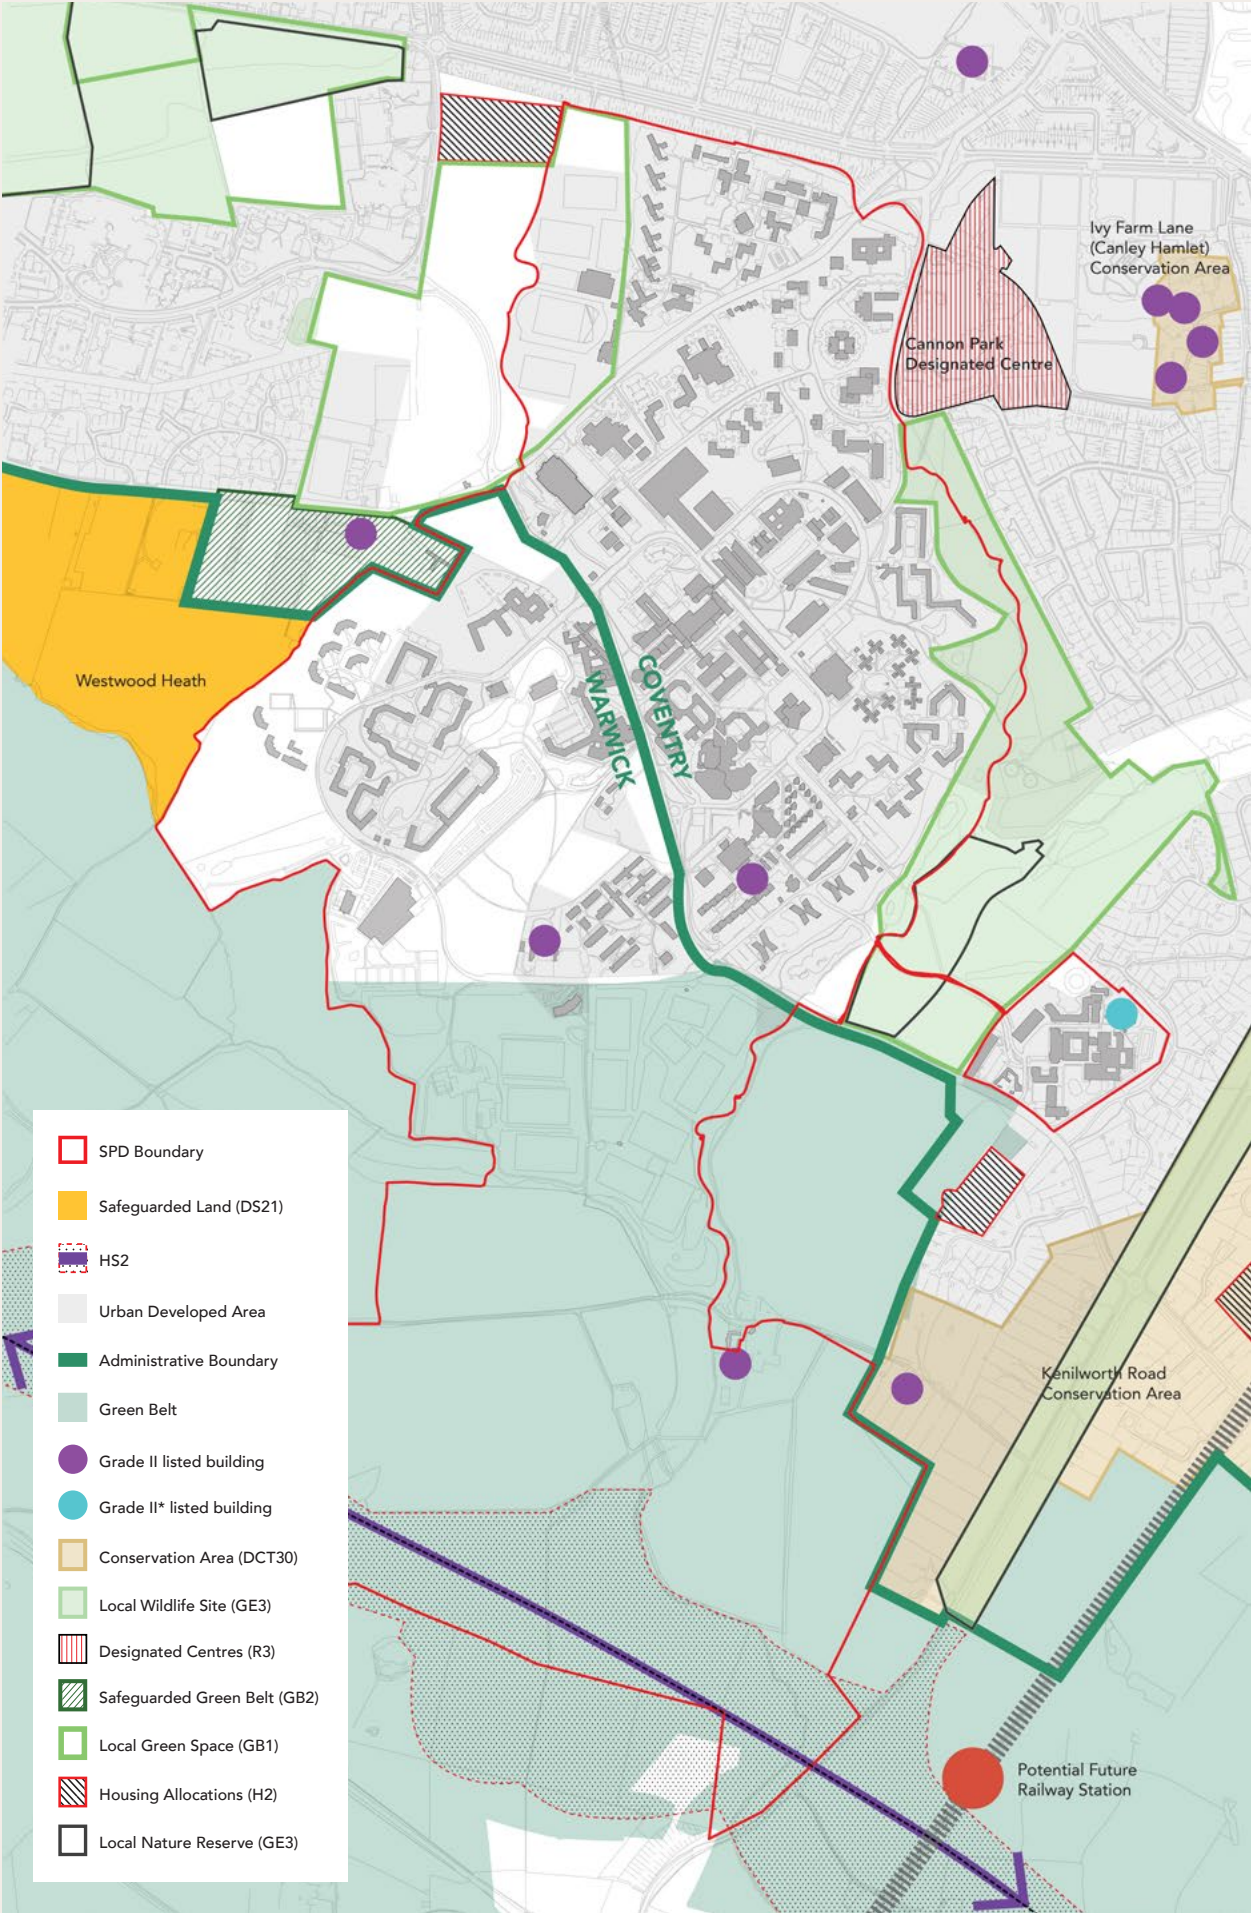 Ivy Farm Lane
(Canley Hamlet)
Conservation Area
Cannon Park
Designated Centre
Westwood Heath
COVENTRY
WARWICK
SPD Boundary
Safeguarded Land (DS21)
HS2
Urban Developed Area
Administrative Boundary
Green Belt
Grade II listed building
Grade II* listed building
Conservation Area (DCT30)
Local Wildlife Site (GE3)
Designated Centres (R3)
Safeguarded Green Belt (GB2)
Local Green Space (GB1)
Housing Allocations (H2)
Local Nature Reserve (GE3)
Kenilworth Road
Conservation Area
Potential Future
Railway Station